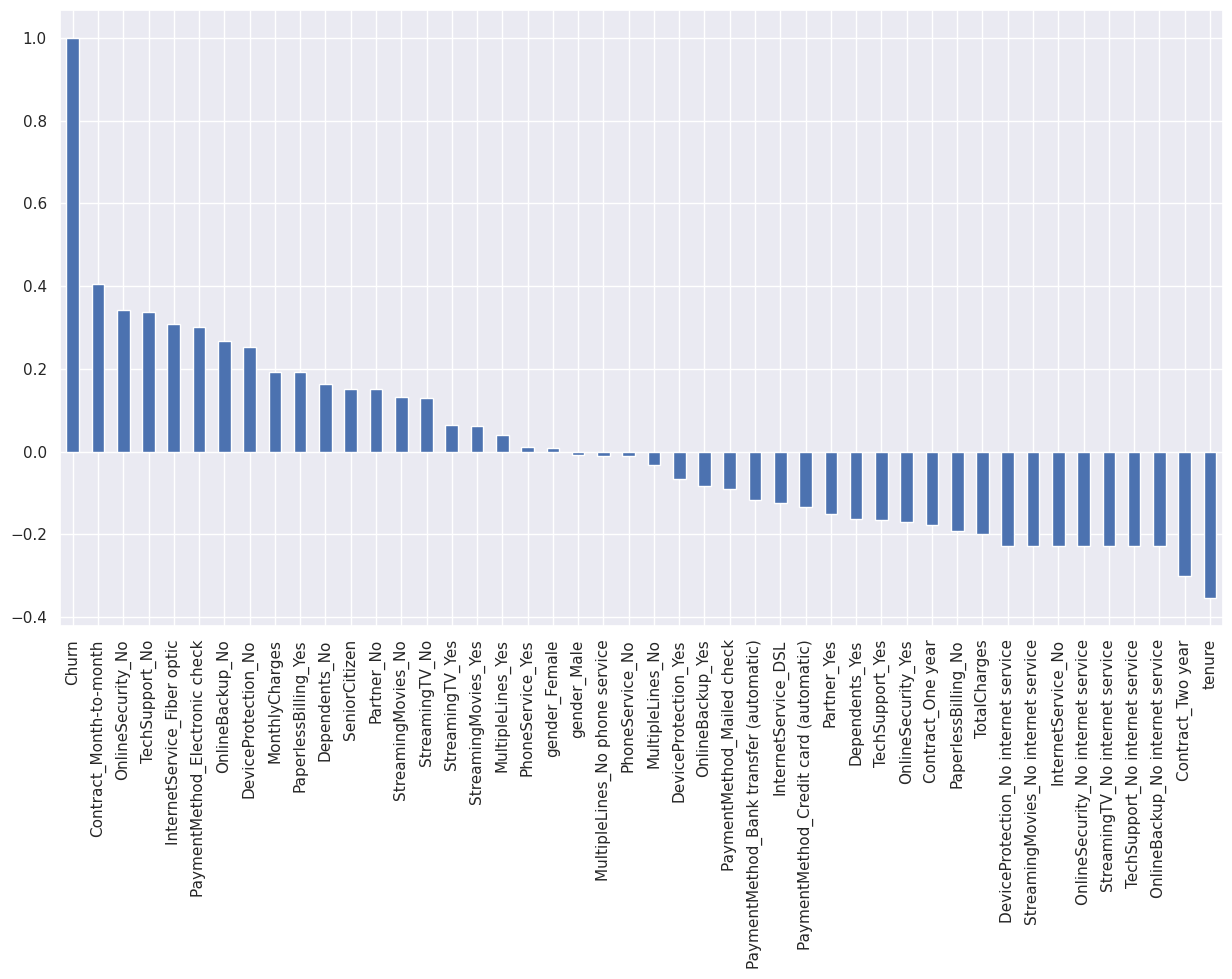 1.0
0.8
0.6
0.4
0.2
0.0
−0.2
−0.4
Churn
Contract_Month-to-month
OnlineSecurity_No
TechSupport_No
InternetService_Fiber optic
PaymentMethod_Electronic check
OnlineBackup_No
DeviceProtection_No
MonthlyCharges
PaperlessBilling_Yes
Dependents_No
SeniorCitizen
Partner_No
StreamingMovies_No
StreamingTV_No
StreamingTV_Yes
StreamingMovies_Yes
MultipleLines_Yes
PhoneService_Yes
gender_Female
gender_Male
MultipleLines_No phone service
PhoneService_No
MultipleLines_No
DeviceProtection_Yes
OnlineBackup_Yes
PaymentMethod_Mailed check
PaymentMethod_Bank transfer (automatic)
InternetService_DSL
PaymentMethod_Credit card (automatic)
Partner_Yes
Dependents_Yes
TechSupport_Yes
OnlineSecurity_Yes
Contract_One year
PaperlessBilling_No
TotalCharges
DeviceProtection_No internet service
StreamingMovies_No internet service
InternetService_No
OnlineSecurity_No internet service
StreamingTV_No internet service
TechSupport_No internet service
OnlineBackup_No internet service
Contract_Two year
tenure